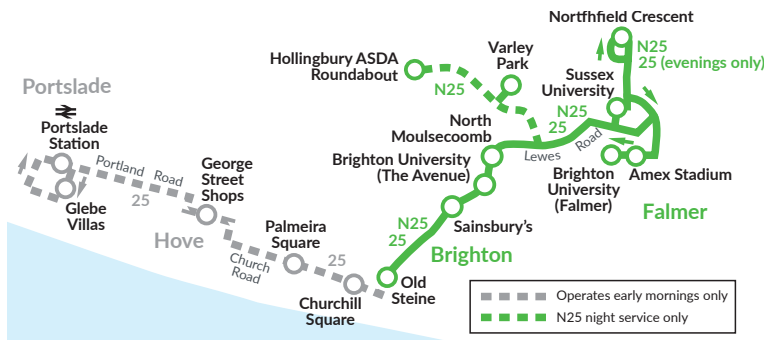 Nortfhfield Crescent
N25
25 (evenings only)
Varley
Park
Hollingbury ASDA
Roundabout
N25
Sussex
University
N25
25
Portslade
Portslade
Station
North
Moulsecoomb
Lewes Road
Portland Road
25
George
Street
Shops
Brighton University
(The Avenue)
Brighton
University
(Falmer)
Amex Stadium
Falmer
Glebe
Villas
Hove
Palmeira
Square
N25
25
Sainsbury's
Brighton
Church
Road
25
Old
Steine
Churchill
Square
Operates early mornings only
N25 night service only